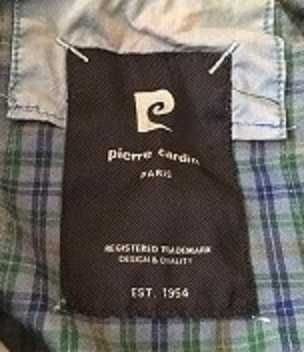 pierre cardin
PARIS
REGISTERED TRADEMARK
DESIGN & QUALITY
EST. 1954